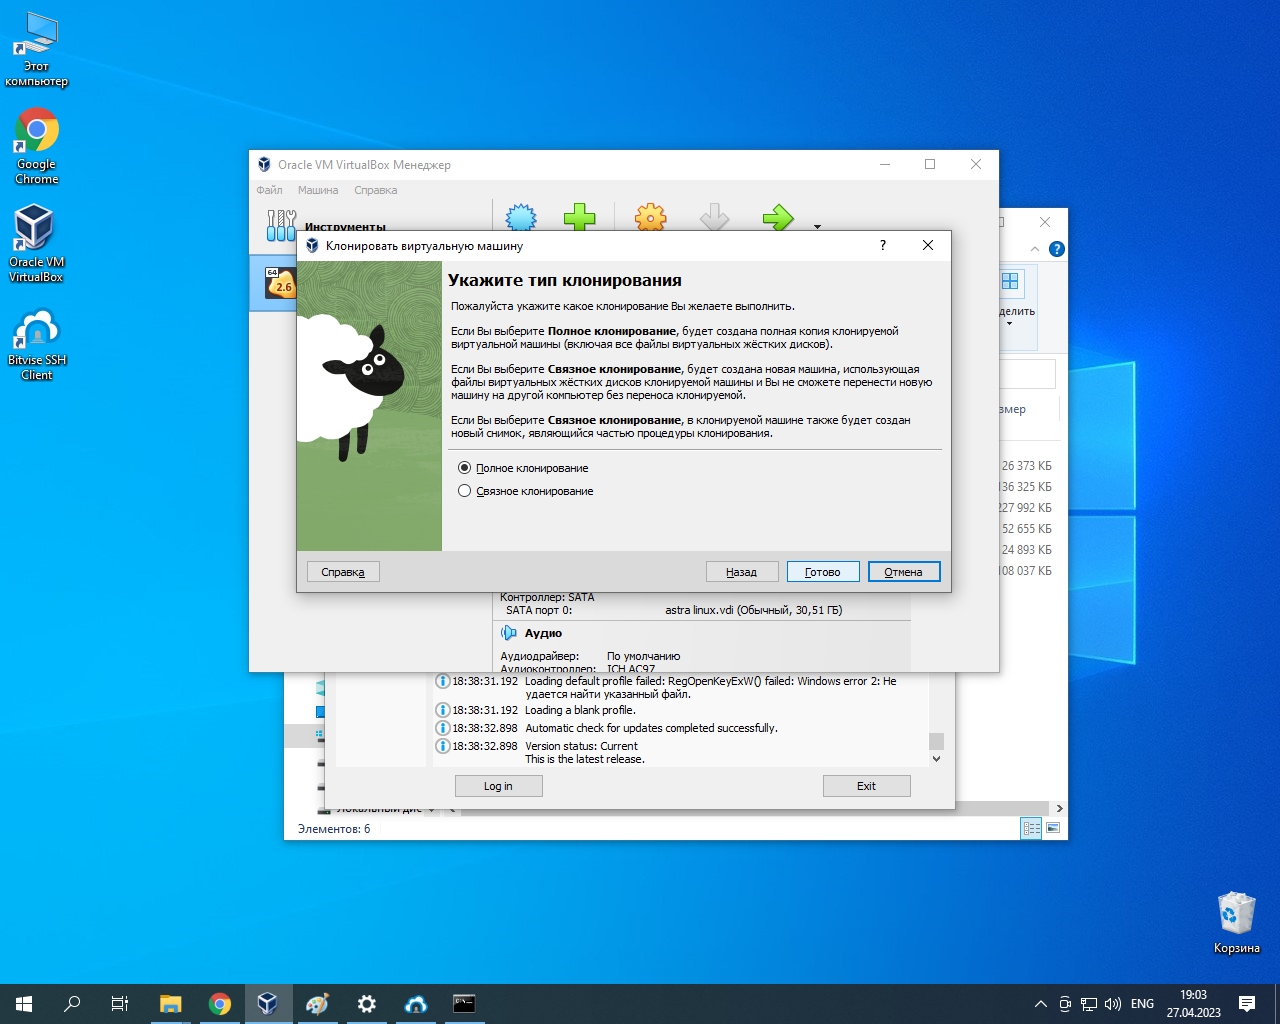 Этот
компьютер
Google
Chrome
Oracle VM
VirtualBox
Bitvise SSH
Client
Корзина
Oracle VM VirtualBox Менеджер
Файл Машина Справка
Инструменты
64
2.6
Клонировать виртуальную машину
?
Укажите тип клонирования
Пожалуйста укажите какое клонирование Вы желаете выполнить.
Если Вы выберите Полное клонирование, будет создана полная копия клонируемой
виртуальной машины (включая все файлы виртуальных жёстких дисков).
Если Вы выберите Связное клонирование, будет создана новая машина, использующая
файлы виртуальных жёстких дисков клонируемой машины и Вы не сможете перенести новую
машину на другой компьютер без переноса клонируемой.
Если Вы выберите Связное клонирование, в клонируемой машине также будет создан
новый снимок, являющийся частью процедуры клонирования.
Полное клонирование
Связное клонирование
Справка Назад Готово Отмена
Контроллер: SATA
SATA порт 0: astra linux.vdi (Обычный, 30,51 ГБ)
Аудио
Аудиодрайвер: По умолчанию
Аудиоконтроллер: ICH AC97
?
делить
змер
26 373 КБ
136 325 КБ
227 992 КБ
52 655 КБ
24 893 КБ
108 037 КБ
18:38:31.192 Loading default profile failed: RegOpenKeyExW() failed: Windows error 2: Не
удается найти указанный файл.
18:38:31.192 Loading a blank profile.
18:38:32.898 Automatic check for updates completed successfully.
18:38:32.898 Version status: Current
This is the latest release.
Log in Exit
Локальный дис
Элементов: 6
ENG
19:03
27.04.2023